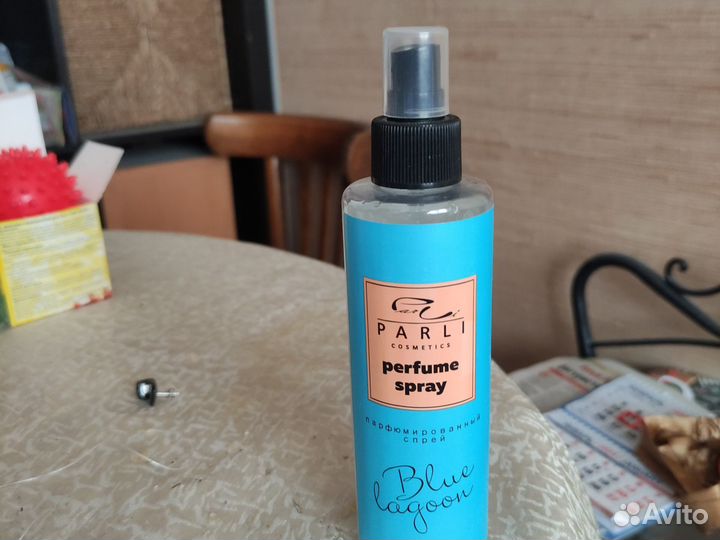 PARLI
COSMETICS
perfume
spray
парфюмированный
спрей
Blue
lagoon
Avito